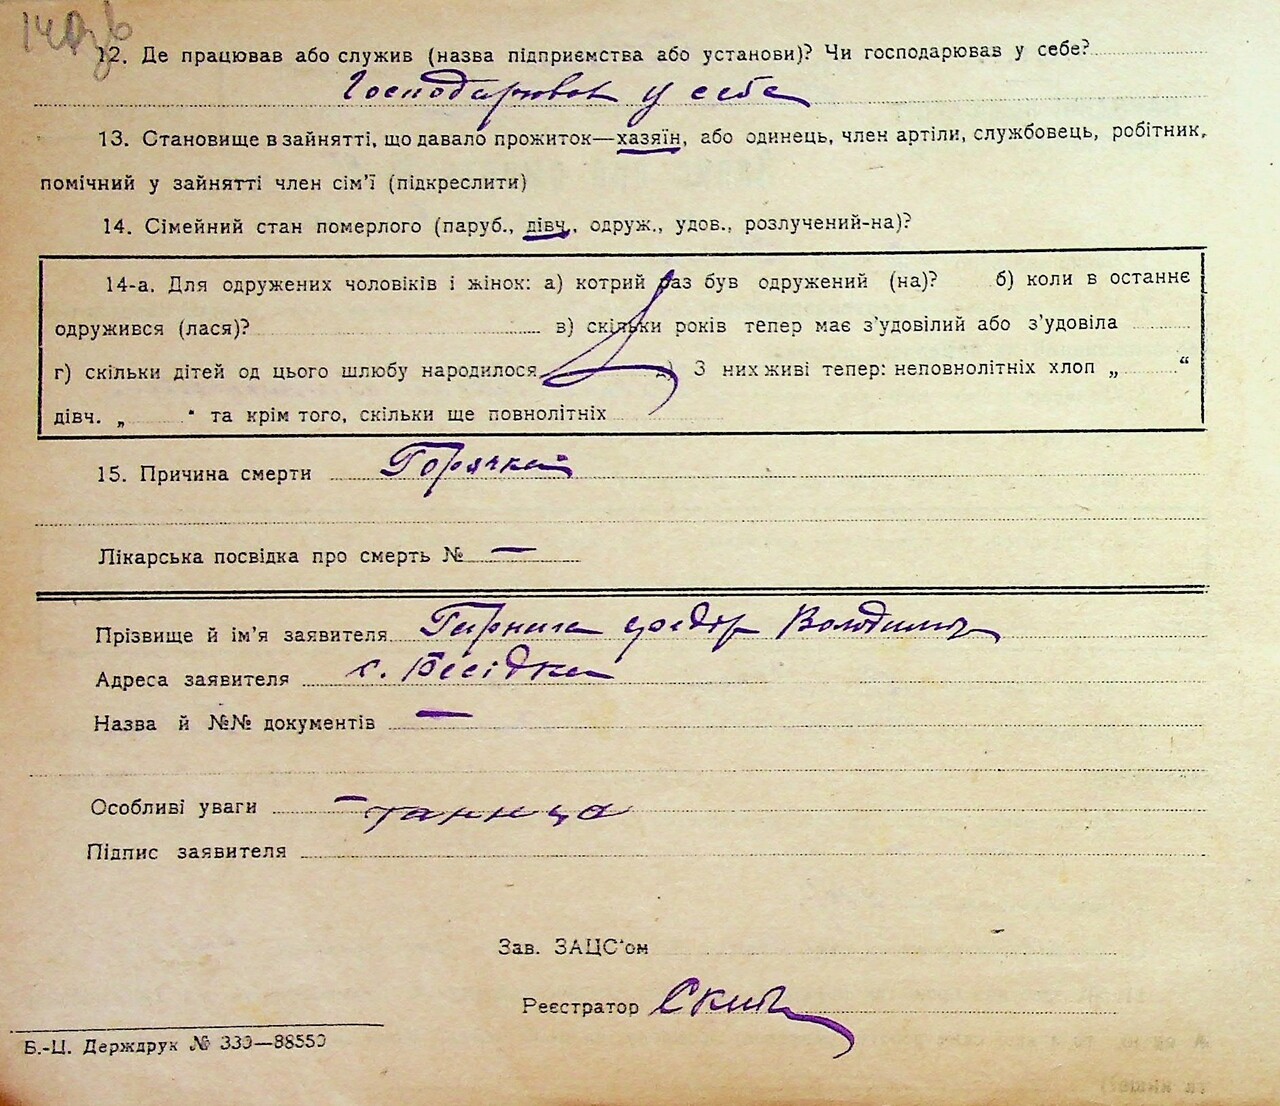 12. Де працював або служив (назва підприємства або установи)? Чи господарював у себе?
Господарював у себе
13. Становище в зайнятті, що давало прожиток—хазяїн, або одинець, член артіли, службовець, робітник,
помічний у зайнятті член сім'ї (підкреслити)
14. Сімейний стан померлого (паруб., дівч., одруж., удов., розлучений-на)?
14-а. Для одружених чоловіків і жінок: а) котрий раз був одружений (на)? б) коли в останнє
одружився (лася)? в) скільки років тепер має з'удовілий або з'удовіла
г) скільки дітей од цього шлюбу народилося д) З них живі тепер: неповнолітніх хлоп „ “
дівч. „ “ та крім того, скільки ще повнолітніх
15. Причина смерти Горячка
Лікарська посвідка про смерть № —
Прізвище й ім'я заявителя Федір
Адреса заявителя с. Бесідка
Назва й №№ документів —
Особливі уваги —
Підпис заявителя
Зав. ЗАЦС'ом
Реєстратор
Б.-Ц. Держдрук № 330—88550